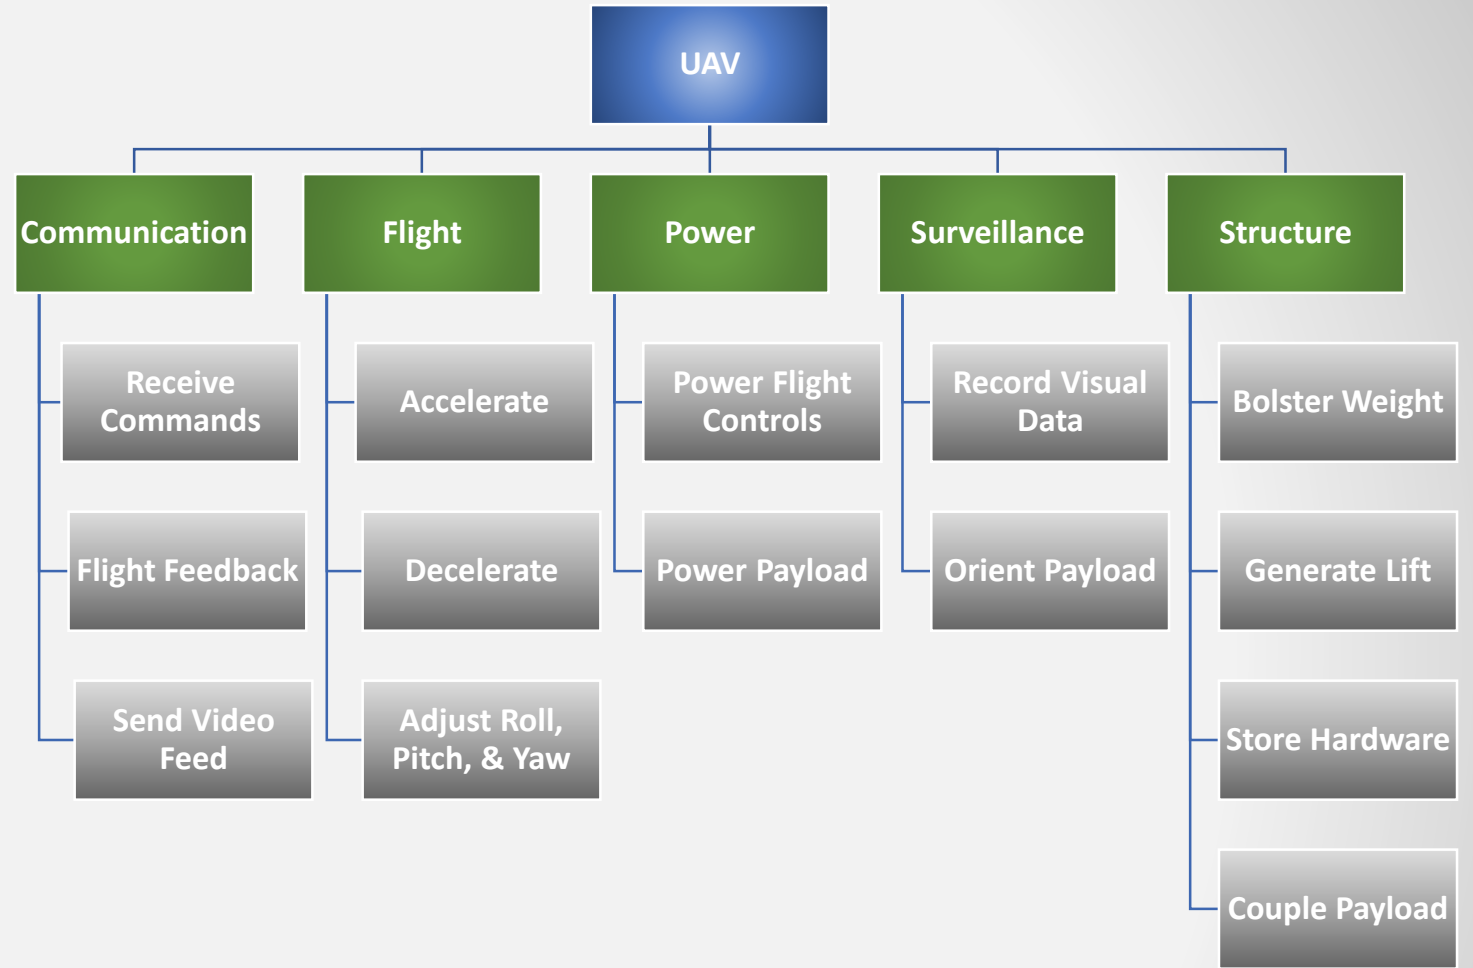 UAV
Communication
Flight
Power
Surveillance
Structure
Receive
Commands
Accelerate
Power Flight
Controls
Record Visual
Data
Bolster Weight
Flight Feedback
Decelerate
Power Payload
Orient Payload
Generate Lift
Send Video
Feed
Adjust Roll,
Pitch, & Yaw
Store Hardware
Couple Payload